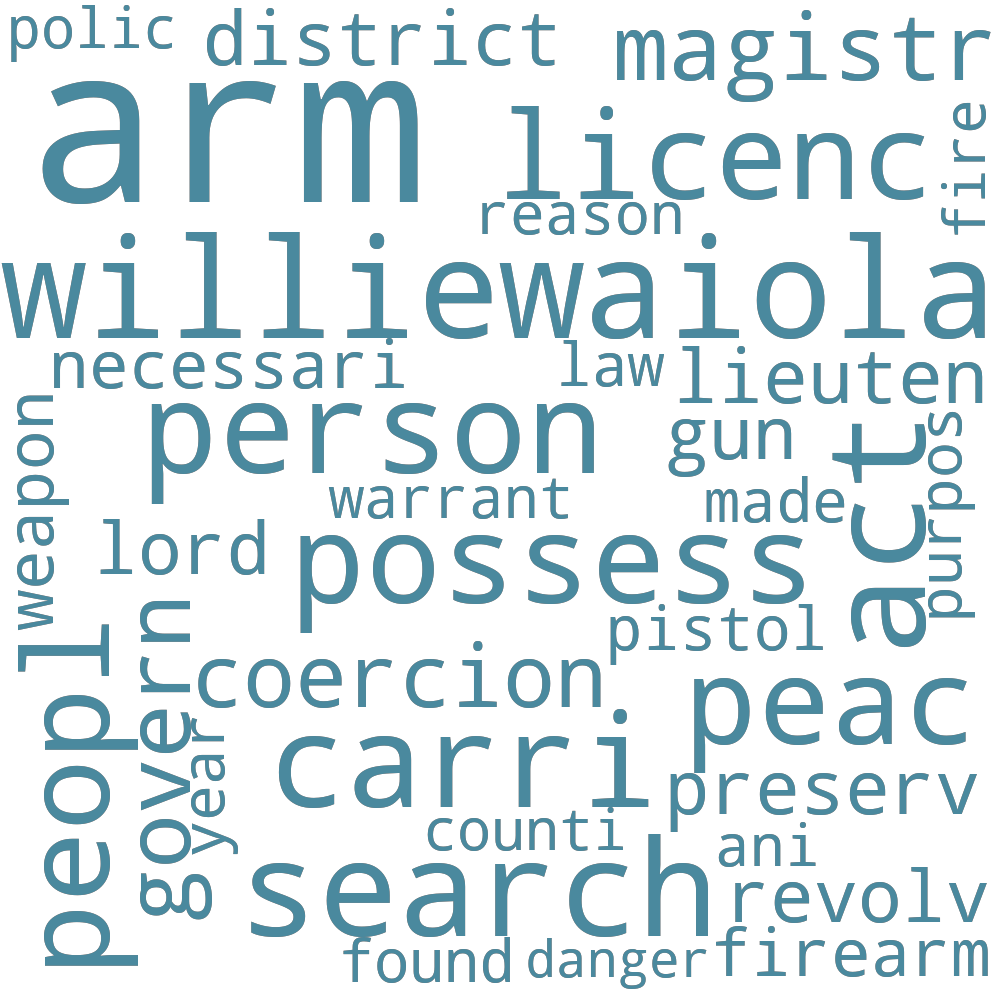 polic
district
magistr
arm
licenc
fire
reason
williewaiola
necessari
law
lieuten
weapon
person
gun
act
purpos
warrant
made
lord
possess
peopl
govern
pistol
coercion
peac
year
carri
preserv
counti
ani
search
revolv
found
danger
firearm